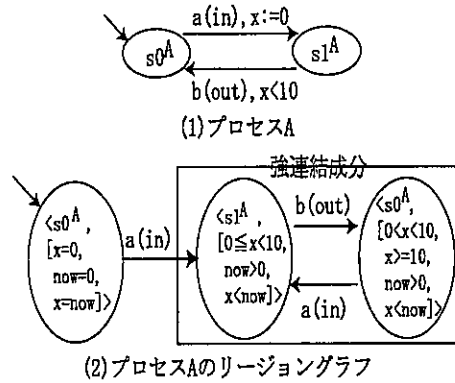 a(in), x:=0
s0^A
s1^A
b(out), x<10
(1)プロセスA
強連結成分
<s0^A,
[x=0,
now=0,
x=now]>
a(in)
<s1^A,
[0≦x<10,
now>0,
x<now]>
b(out)
a(in)
<s0^A,
[0<x<10,
x>=10,
now>0,
x<now]>
(2)プロセスAのリージョングラフ